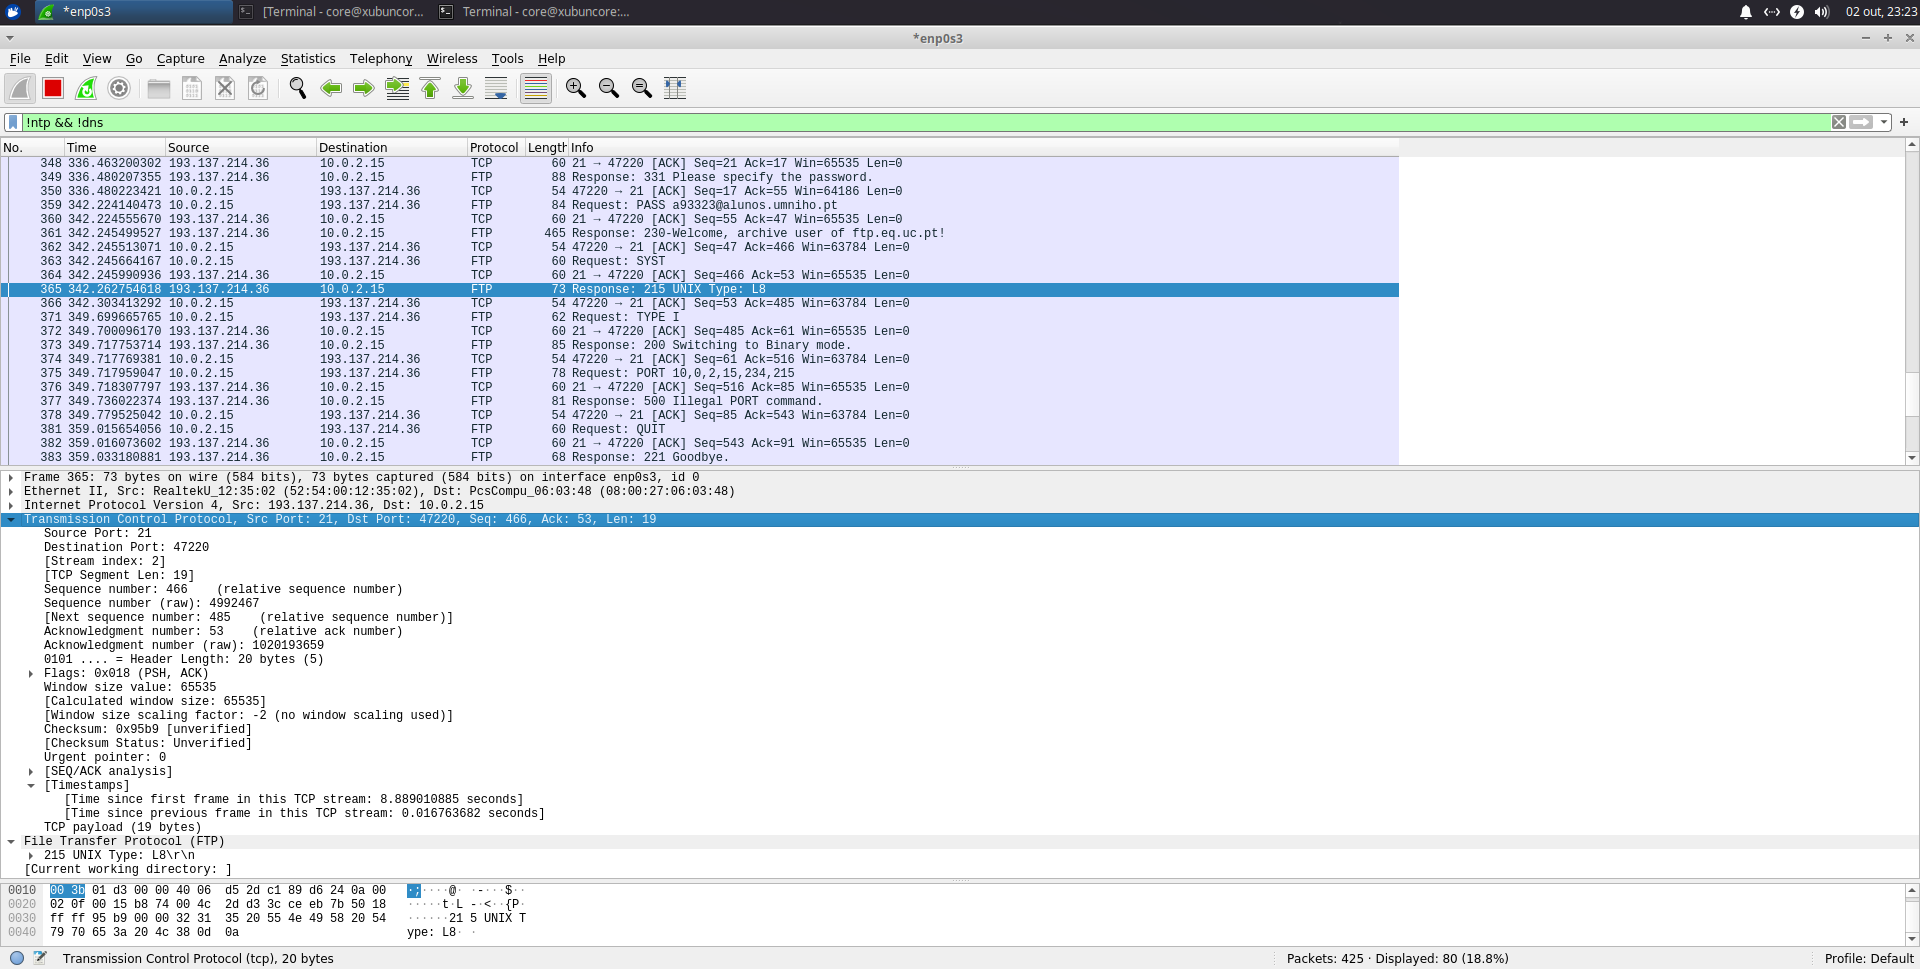 *enp0s3
[Terminal - core@xubuncor...
Terminal - core@xubuncore:...
02 out, 23:23
*enp0s3
File Edit View Go Capture Analyze Statistics Telephony Wireless Tools Help
!ntp && !dns
No. Time Source Destination Protocol Length Info
348 336.463200302 193.137.214.36 10.0.2.15 TCP 60 21 → 47220 [ACK] Seq=21 Ack=17 Win=65535 Len=0
349 336.480207355 193.137.214.36 10.0.2.15 FTP 88 Response: 331 Please specify the password.
350 336.480223421 10.0.2.15 193.137.214.36 TCP 54 47220 → 21 [ACK] Seq=17 Ack=55 Win=64186 Len=0
359 342.224140473 10.0.2.15 193.137.214.36 FTP 84 Request: PASS a93323@alunos.umniho.pt
360 342.224555670 193.137.214.36 10.0.2.15 TCP 60 21 → 47220 [ACK] Seq=55 Ack=47 Win=65535 Len=0
361 342.245499527 193.137.214.36 10.0.2.15 FTP 465 Response: 230-Welcome, archive user of ftp.eq.uc.pt!
362 342.245513071 10.0.2.15 193.137.214.36 TCP 54 47220 → 21 [ACK] Seq=47 Ack=466 Win=63784 Len=0
363 342.245664167 10.0.2.15 193.137.214.36 FTP 60 Request: SYST
364 342.245990936 193.137.214.36 10.0.2.15 TCP 60 21 → 47220 [ACK] Seq=466 Ack=53 Win=65535 Len=0
365 342.262754618 193.137.214.36 10.0.2.15 FTP 73 Response: 215 UNIX Type: L8
366 342.303413292 10.0.2.15 193.137.214.36 TCP 54 47220 → 21 [ACK] Seq=53 Ack=485 Win=63784 Len=0
371 349.699665765 10.0.2.15 193.137.214.36 FTP 62 Request: TYPE I
372 349.700096170 193.137.214.36 10.0.2.15 TCP 60 21 → 47220 [ACK] Seq=485 Ack=61 Win=65535 Len=0
373 349.717753714 193.137.214.36 10.0.2.15 FTP 85 Response: 200 Switching to Binary mode.
374 349.717769381 10.0.2.15 193.137.214.36 TCP 54 47220 → 21 [ACK] Seq=61 Ack=516 Win=63784 Len=0
375 349.717959047 10.0.2.15 193.137.214.36 FTP 78 Request: PORT 10,0,2,15,234,215
376 349.718307797 193.137.214.36 10.0.2.15 TCP 60 21 → 47220 [ACK] Seq=516 Ack=85 Win=65535 Len=0
377 349.736022374 193.137.214.36 10.0.2.15 FTP 81 Response: 500 Illegal PORT command.
378 349.779525042 10.0.2.15 193.137.214.36 TCP 54 47220 → 21 [ACK] Seq=85 Ack=543 Win=63784 Len=0
381 359.015654056 10.0.2.15 193.137.214.36 FTP 60 Request: QUIT
382 359.016073602 193.137.214.36 10.0.2.15 TCP 60 21 → 47220 [ACK] Seq=543 Ack=91 Win=65535 Len=0
383 359.033180881 193.137.214.36 10.0.2.15 FTP 68 Response: 221 Goodbye.
Frame 365: 73 bytes on wire (584 bits), 73 bytes captured (584 bits) on interface enp0s3, id 0
Ethernet II, Src: RealtekU_12:35:02 (52:54:00:12:35:02), Dst: PcsCompu_06:03:48 (08:00:27:06:03:48)
Internet Protocol Version 4, Src: 193.137.214.36, Dst: 10.0.2.15
Transmission Control Protocol, Src Port: 21, Dst Port: 47220, Seq: 466, Ack: 53, Len: 19
Source Port: 21
Destination Port: 47220
[Stream index: 2]
[TCP Segment Len: 19]
Sequence number: 466 (relative sequence number)
Sequence number (raw): 4992467
[Next sequence number: 485 (relative sequence number)]
Acknowledgment number: 53 (relative ack number)
Acknowledgment number (raw): 1020193659
0101 .... = Header Length: 20 bytes (5)
Flags: 0x018 (PSH, ACK)
Window size value: 65535
[Calculated window size: 65535]
[Window size scaling factor: -2 (no window scaling used)]
Checksum: 0x95b9 [unverified]
[Checksum Status: Unverified]
Urgent pointer: 0
[SEQ/ACK analysis]
[Timestamps]
[Time since first frame in this TCP stream: 8.889010885 seconds]
[Time since previous frame in this TCP stream: 0.016763682 seconds]
TCP payload (19 bytes)
File Transfer Protocol (FTP)
215 UNIX Type: L8\r\n
[Current working directory: ]
0010 00 3b 01 d3 00 00 40 06 d5 2d c1 89 d6 24 0a 00 ·;····@· ·-···$··
0020 02 0f 00 15 b8 74 00 4c 2d d3 3c ce eb 7b 50 18 ·····t·L -·<··{P·
0030 ff ff 95 b9 00 00 32 31 35 20 55 4e 49 58 20 54 ······21 5 UNIX T
0040 79 70 65 3a 20 4c 38 0d 0a ype: L8· ·
Transmission Control Protocol (tcp), 20 bytes
Packets: 425 · Displayed: 80 (18.8%)
Profile: Default